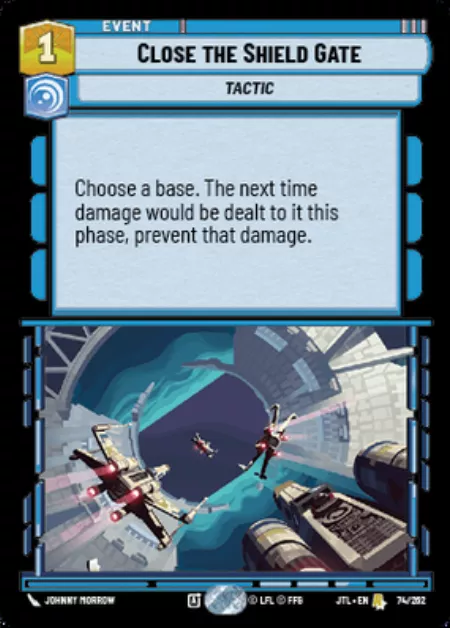 EVENT
1
CLOSE THE SHIELD GATE
TACTIC
Choose a base. The next time
damage would be dealt to it this
phase, prevent that damage.
JOHNNY MORROW
A
© LFL © FFG
JTL • EN
74/262